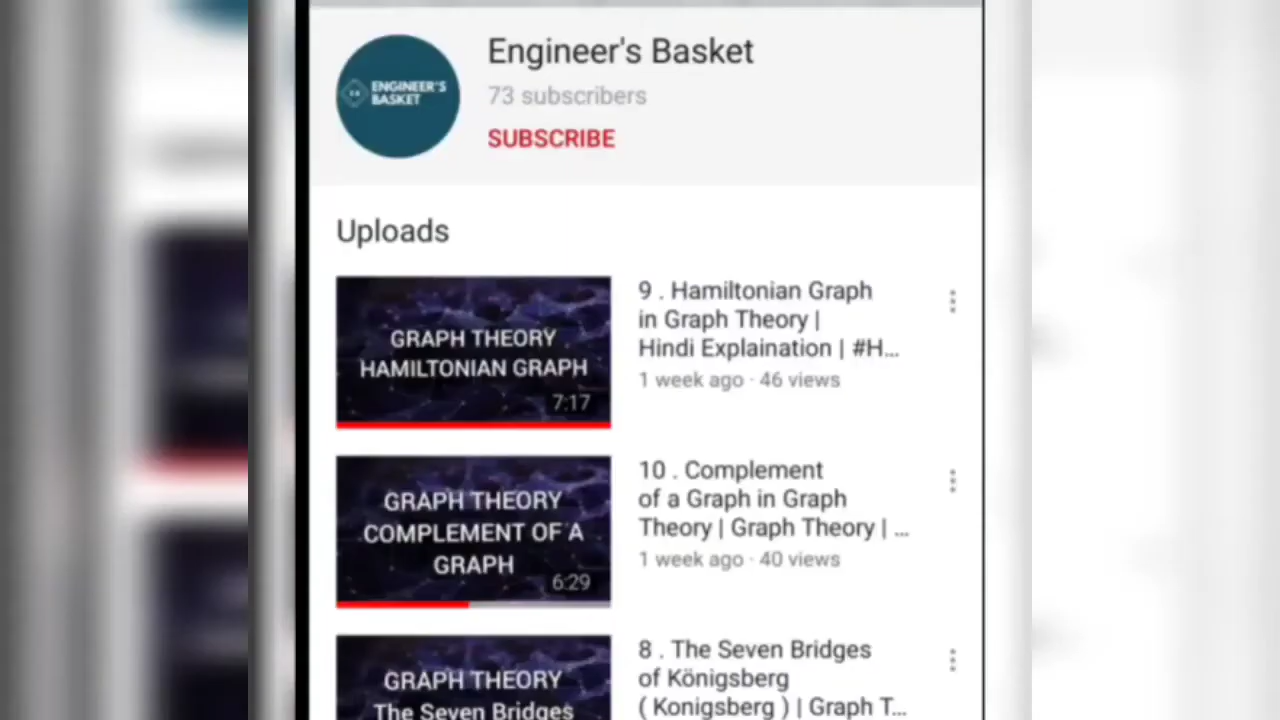 ENGINEER'S
BASKET
Engineer's Basket
73 subscribers
SUBSCRIBE
Uploads
GRAPH THEORY
HAMILTONIAN GRAPH
7:17
9 . Hamiltonian Graph
in Graph Theory |
Hindi Explaination | #H...
1 week ago · 46 views
GRAPH THEORY
COMPLEMENT OF A
GRAPH
6:29
10 . Complement
of a Graph in Graph
Theory | Graph Theory | ...
1 week ago · 40 views
GRAPH THEORY
The Seven Bridges
8 . The Seven Bridges
of Königsberg
( Konigsberg ) | Graph T...